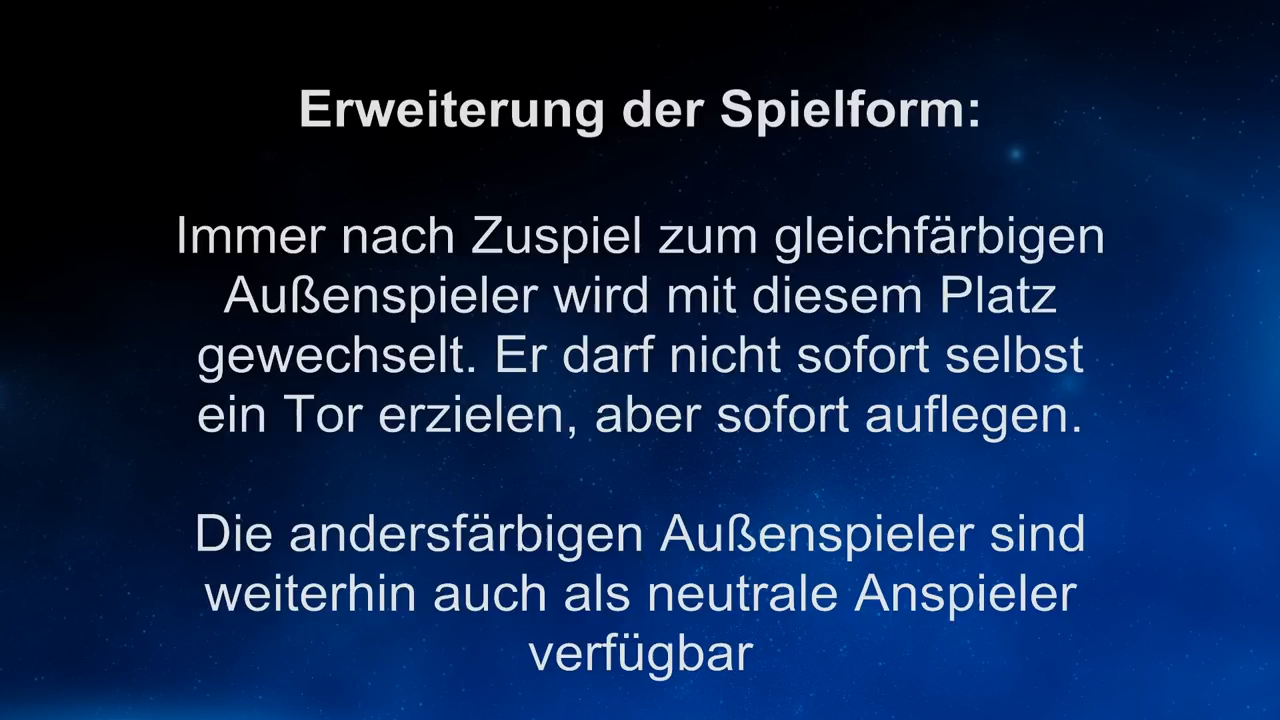 Erweiterung der Spielform:
Immer nach Zuspiel zum gleichfärbigen
Außenspieler wird mit diesem Platz
gewechselt. Er darf nicht sofort selbst
ein Tor erzielen, aber sofort auflegen.
Die andersfärbigen Außenspieler sind
weiterhin auch als neutrale Anspieler
verfügbar